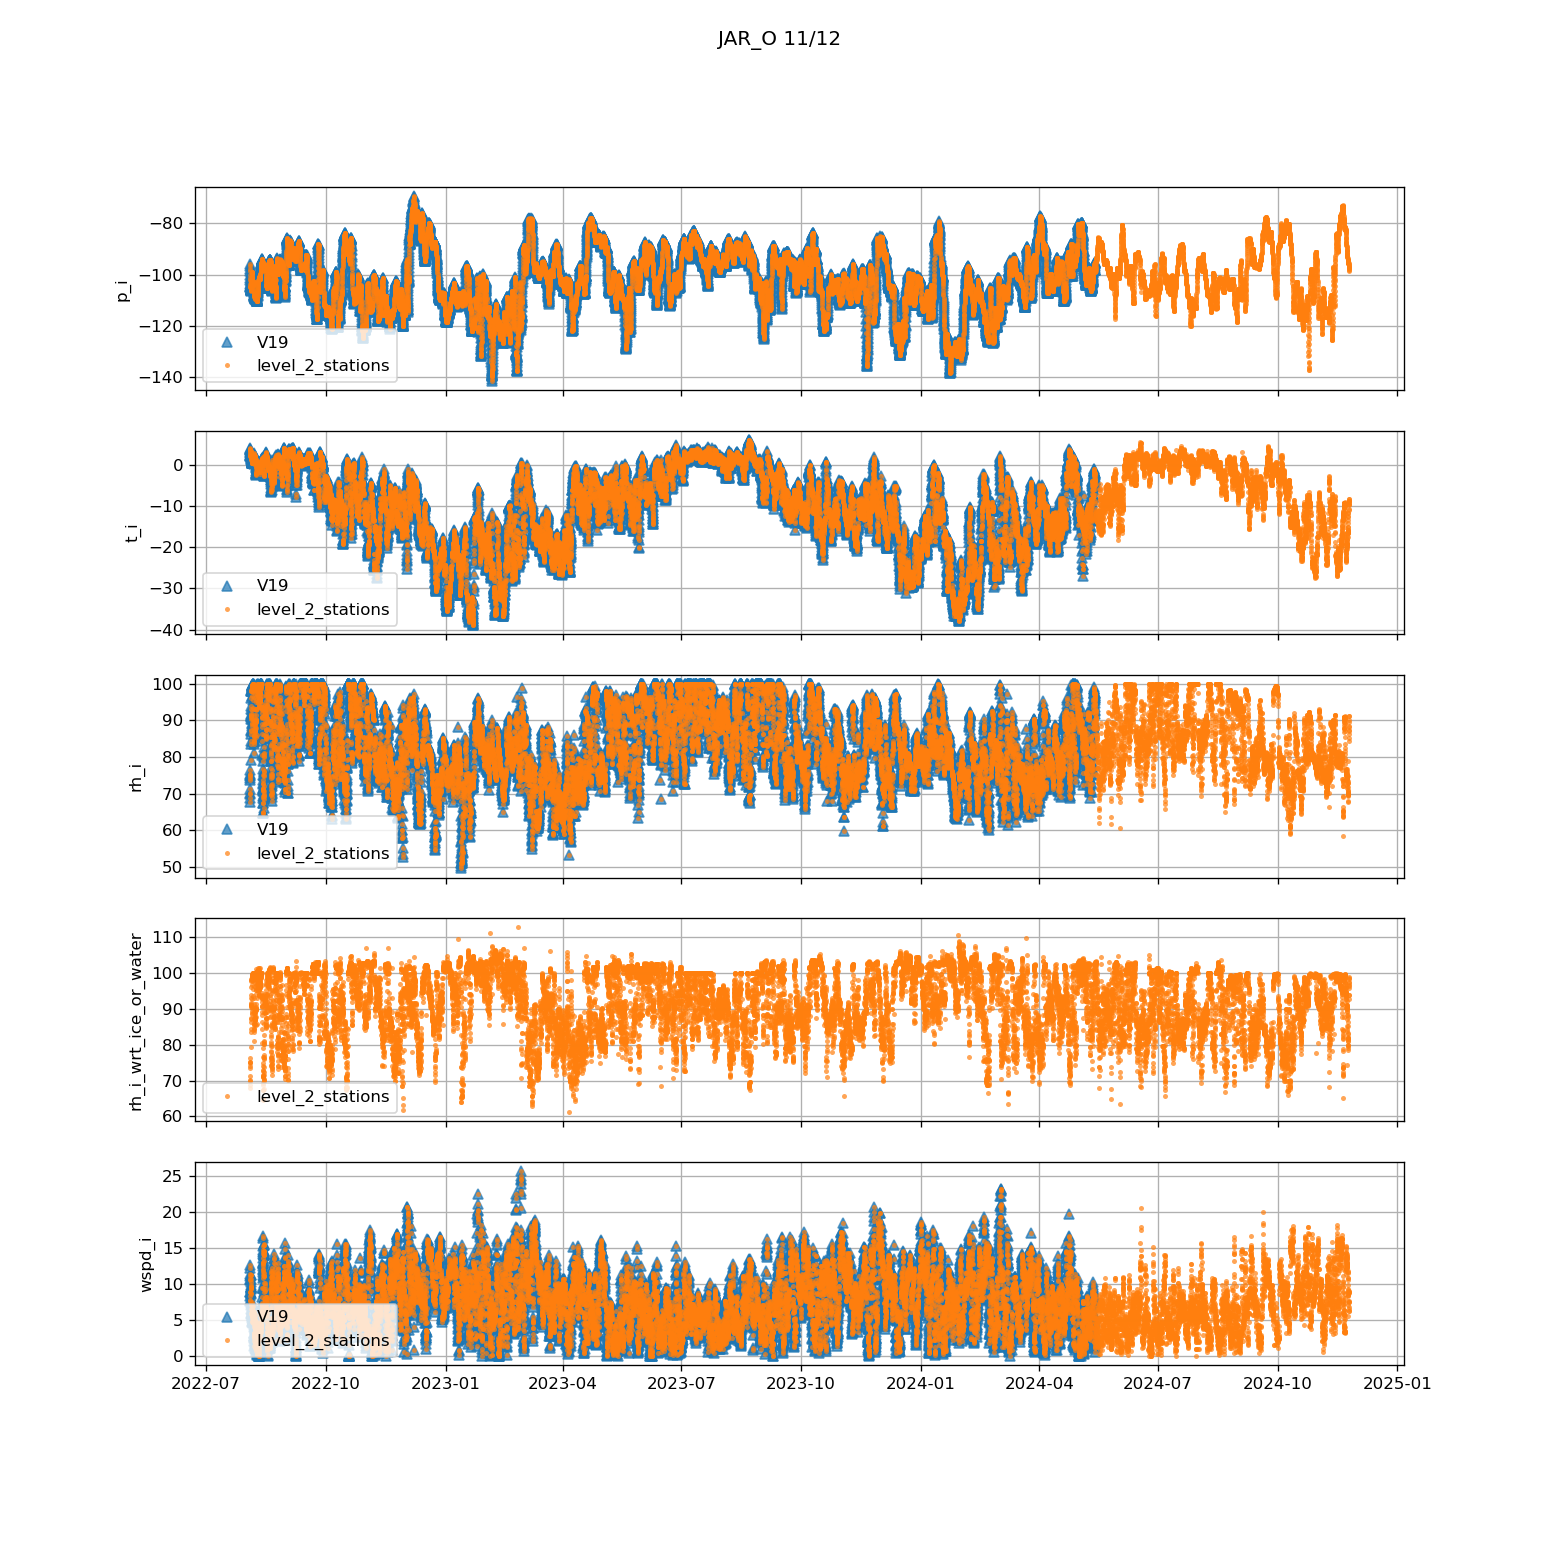 JAR_O 11/12
p_i
−80
−100
−120
−140
V19
level_2_stations
t_i
0
−10
−20
−30
−40
V19
level_2_stations
rh_i
100
90
80
70
60
50
V19
level_2_stations
rh_i_wrt_ice_or_water
110
100
90
80
70
60
level_2_stations
wspd_i
25
20
15
10
5
0
V19
level_2_stations
2022-07 2022-10 2023-01 2023-04 2023-07 2023-10 2024-01 2024-04 2024-07 2024-10 2025-01